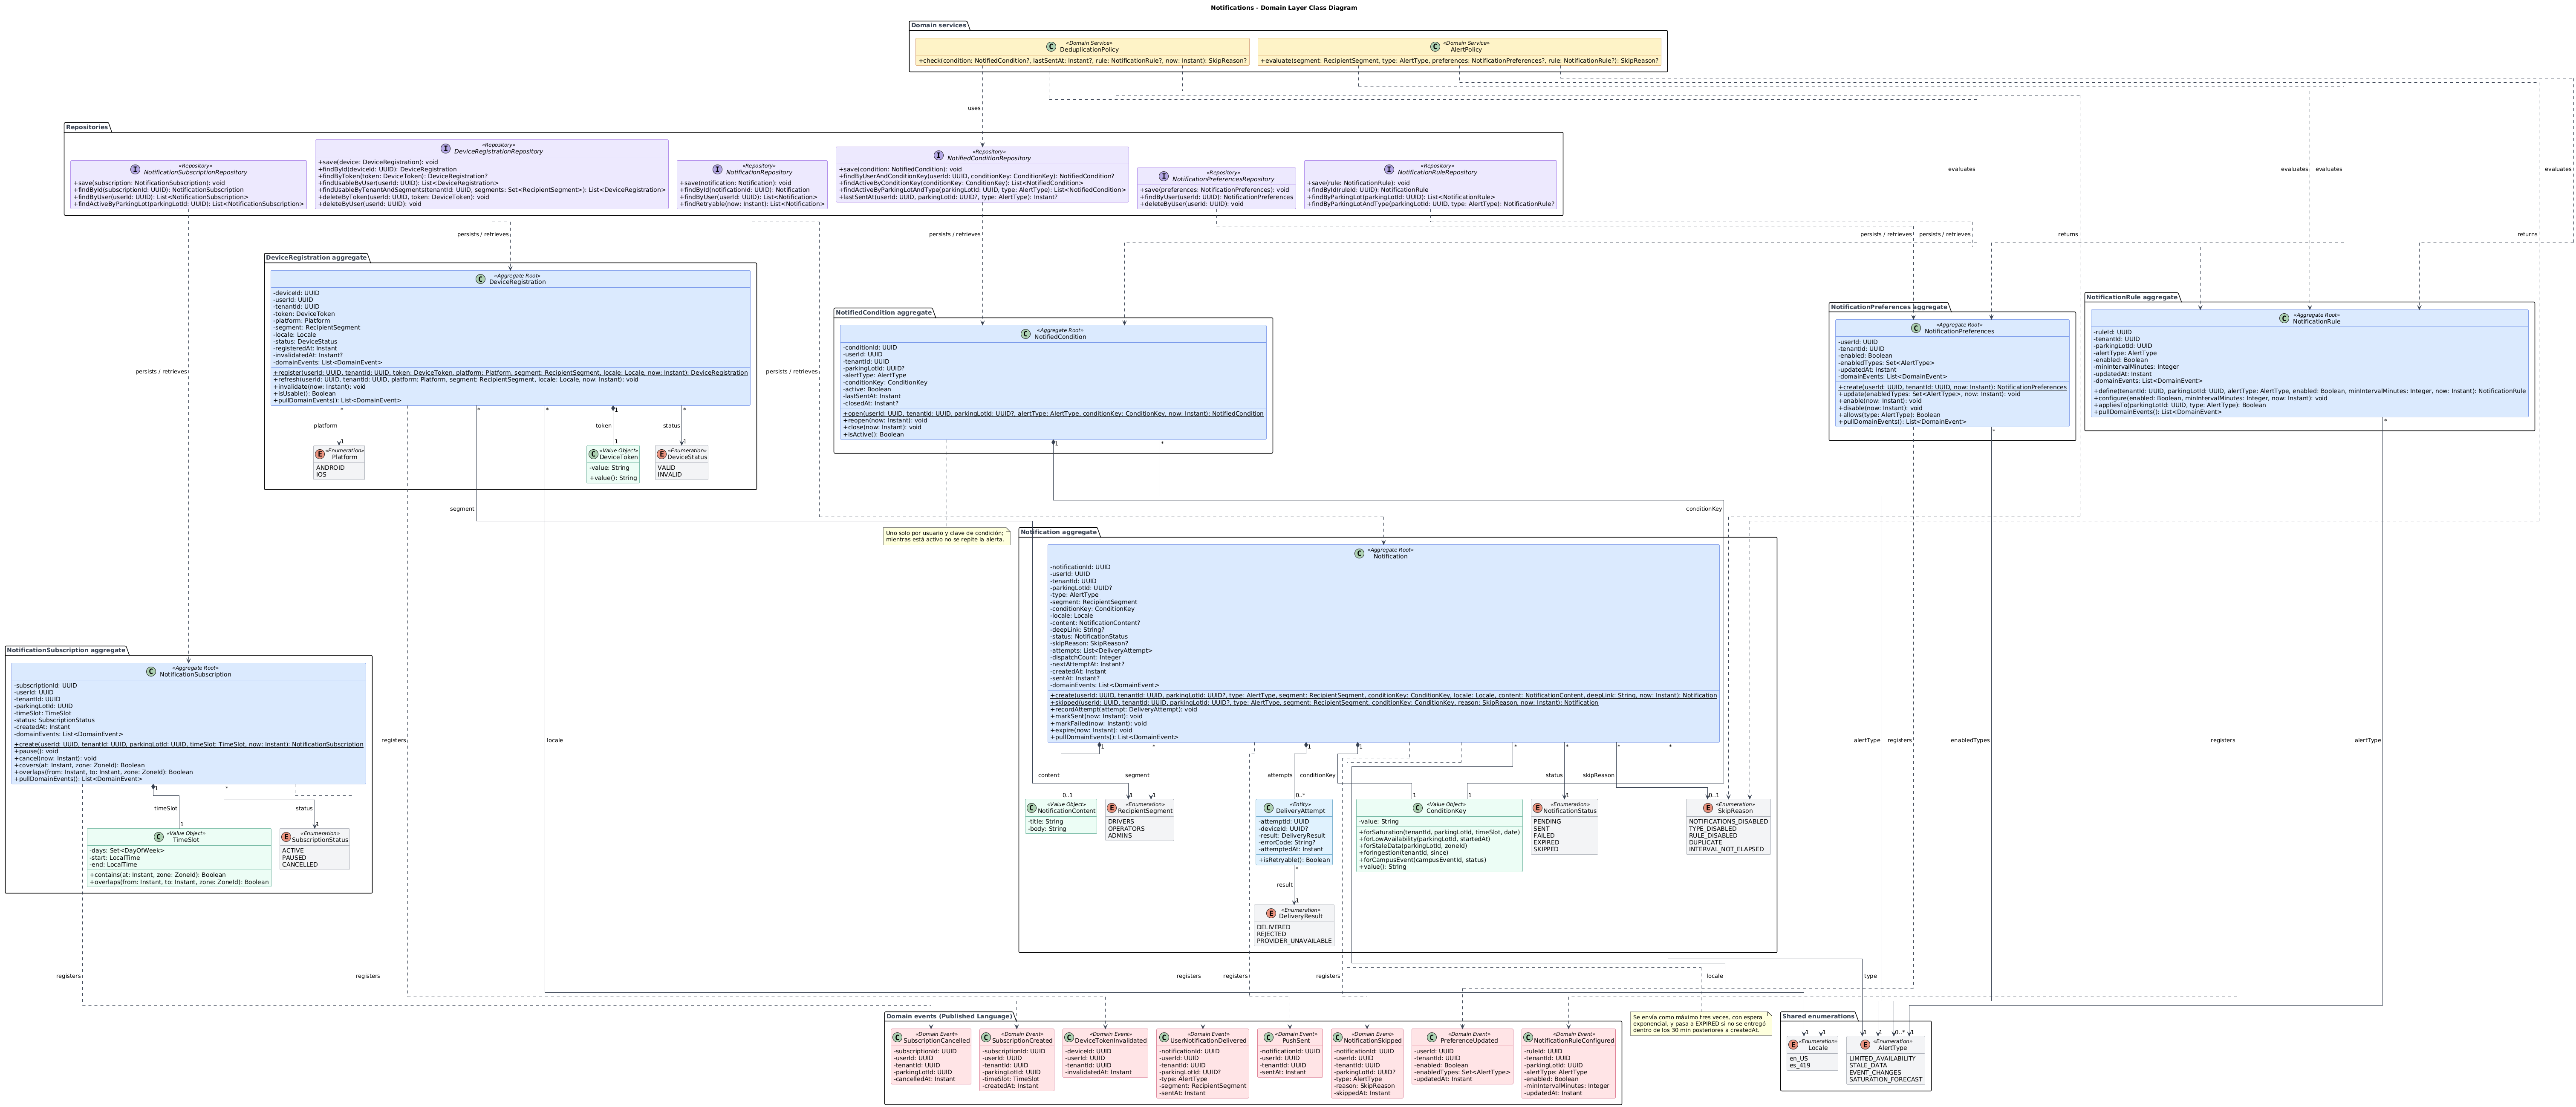 Notifications - Domain Layer Class Diagram
Domain services
«Domain Service»
DeduplicationPolicy
+check(condition: NotifiedCondition?, lastSentAt: Instant?, rule: NotificationRule?, now: Instant): SkipReason?
«Domain Service»
AlertPolicy
+evaluate(segment: RecipientSegment, type: AlertType, preferences: NotificationPreferences?, rule: NotificationRule?): SkipReason?
uses
evaluates
evaluates
evaluates
Repositories
«Repository»
NotificationSubscriptionRepository
+save(subscription: NotificationSubscription): void
+findById(subscriptionId: UUID): NotificationSubscription
+findByUser(userId: UUID): List<NotificationSubscription>
+findActiveByParkingLot(parkingLotId: UUID): List<NotificationSubscription>
«Repository»
DeviceRegistrationRepository
+save(device: DeviceRegistration): void
+findById(deviceId: UUID): DeviceRegistration
+findByToken(token: DeviceToken): DeviceRegistration?
+findUsableByUser(userId: UUID): List<DeviceRegistration>
+findUsableByTenantAndSegments(tenantId: UUID, segments: Set<RecipientSegment>): List<DeviceRegistration>
+deleteByToken(userId: UUID, token: DeviceToken): void
+deleteByUser(userId: UUID): void
«Repository»
NotificationRepository
+save(notification: Notification): void
+findById(notificationId: UUID): Notification
+findByUser(userId: UUID): List<Notification>
+findRetryable(now: Instant): List<Notification>
«Repository»
NotifiedConditionRepository
+save(condition: NotifiedCondition): void
+findByUserAndConditionKey(userId: UUID, conditionKey: ConditionKey): NotifiedCondition?
+findActiveByConditionKey(conditionKey: ConditionKey): List<NotifiedCondition>
+findActiveByParkingLotAndType(parkingLotId: UUID, type: AlertType): List<NotifiedCondition>
+lastSentAt(userId: UUID, parkingLotId: UUID?, type: AlertType): Instant?
«Repository»
NotificationPreferencesRepository
+save(preferences: NotificationPreferences): void
+findByUser(userId: UUID): NotificationPreferences
+deleteByUser(userId: UUID): void
«Repository»
NotificationRuleRepository
+save(rule: NotificationRule): void
+findById(ruleId: UUID): NotificationRule
+findByParkingLot(parkingLotId: UUID): List<NotificationRule>
+findByParkingLotAndType(parkingLotId: UUID, type: AlertType): NotificationRule?
persists / retrieves
persists / retrieves
persists / retrieves
persists / retrieves
returns
returns
DeviceRegistration aggregate
«Aggregate Root»
DeviceRegistration
-deviceId: UUID
-userId: UUID
-tenantId: UUID
-token: DeviceToken
-platform: Platform
-segment: RecipientSegment
-locale: Locale
-status: DeviceStatus
-registeredAt: Instant
-invalidatedAt: Instant?
-domainEvents: List<DomainEvent>
+register(userId: UUID, tenantId: UUID, token: DeviceToken, platform: Platform, segment: RecipientSegment, locale: Locale, now: Instant): DeviceRegistration
+refresh(userId: UUID, tenantId: UUID, platform: Platform, segment: RecipientSegment, locale: Locale, now: Instant): void
+invalidate(now: Instant): void
+isUsable(): Boolean
+pullDomainEvents(): List<DomainEvent>
* * * 1 *
platform
token
status
1 1 1
«Enumeration»
Platform
ANDROID
IOS
«Value Object»
DeviceToken
-value: String
+value(): String
«Enumeration»
DeviceStatus
VALID
INVALID
persists / retrieves
persists / retrieves
NotifiedCondition aggregate
«Aggregate Root»
NotifiedCondition
-conditionId: UUID
-userId: UUID
-tenantId: UUID
-parkingLotId: UUID?
-alertType: AlertType
-conditionKey: ConditionKey
-active: Boolean
-lastSentAt: Instant
-closedAt: Instant?
+open(userId: UUID, tenantId: UUID, parkingLotId: UUID?, alertType: AlertType, conditionKey: ConditionKey, now: Instant): NotifiedCondition
+reopen(now: Instant): void
+close(now: Instant): void
+isActive(): Boolean
1 *
NotificationPreferences aggregate
«Aggregate Root»
NotificationPreferences
-userId: UUID
-tenantId: UUID
-enabled: Boolean
-enabledTypes: Set<AlertType>
-updatedAt: Instant
-domainEvents: List<DomainEvent>
+create(userId: UUID, tenantId: UUID, now: Instant): NotificationPreferences
+update(enabledTypes: Set<AlertType>, now: Instant): void
+enable(now: Instant): void
+disable(now: Instant): void
+allows(type: AlertType): Boolean
+pullDomainEvents(): List<DomainEvent>
*
NotificationRule aggregate
«Aggregate Root»
NotificationRule
-ruleId: UUID
-tenantId: UUID
-parkingLotId: UUID
-alertType: AlertType
-enabled: Boolean
-minIntervalMinutes: Integer
-updatedAt: Instant
-domainEvents: List<DomainEvent>
+define(tenantId: UUID, parkingLotId: UUID, alertType: AlertType, enabled: Boolean, minIntervalMinutes: Integer, now: Instant): NotificationRule
+configure(enabled: Boolean, minIntervalMinutes: Integer, now: Instant): void
+appliesTo(parkingLotId: UUID, type: AlertType): Boolean
+pullDomainEvents(): List<DomainEvent>
*
segment
conditionKey
Uno solo por usuario y clave de condición;
mientras está activo no se repite la alerta.
Notification aggregate
«Aggregate Root»
Notification
-notificationId: UUID
-userId: UUID
-tenantId: UUID
-parkingLotId: UUID?
-type: AlertType
-segment: RecipientSegment
-conditionKey: ConditionKey
-locale: Locale
-content: NotificationContent?
-deepLink: String?
-status: NotificationStatus
-skipReason: SkipReason?
-attempts: List<DeliveryAttempt>
-dispatchCount: Integer
-nextAttemptAt: Instant?
-createdAt: Instant
-sentAt: Instant?
-domainEvents: List<DomainEvent>
+create(userId: UUID, tenantId: UUID, parkingLotId: UUID?, type: AlertType, segment: RecipientSegment, conditionKey: ConditionKey, locale: Locale, content: NotificationContent, deepLink: String, now: Instant): Notification
+skipped(userId: UUID, tenantId: UUID, parkingLotId: UUID?, type: AlertType, segment: RecipientSegment, conditionKey: ConditionKey, reason: SkipReason, now: Instant): Notification
+recordAttempt(attempt: DeliveryAttempt): void
+markSent(now: Instant): void
+markFailed(now: Instant): void
+expire(now: Instant): void
+pullDomainEvents(): List<DomainEvent>
1 * 1 1 * * * *
NotificationSubscription aggregate
«Aggregate Root»
NotificationSubscription
-subscriptionId: UUID
-userId: UUID
-tenantId: UUID
-parkingLotId: UUID
-timeSlot: TimeSlot
-status: SubscriptionStatus
-createdAt: Instant
-domainEvents: List<DomainEvent>
+create(userId: UUID, tenantId: UUID, parkingLotId: UUID, timeSlot: TimeSlot, now: Instant): NotificationSubscription
+pause(): void
+cancel(now: Instant): void
+covers(at: Instant, zone: ZoneId): Boolean
+overlaps(from: Instant, to: Instant, zone: ZoneId): Boolean
+pullDomainEvents(): List<DomainEvent>
1 *
timeSlot
status
1 1
«Value Object»
TimeSlot
-days: Set<DayOfWeek>
-start: LocalTime
-end: LocalTime
+contains(at: Instant, zone: ZoneId): Boolean
+overlaps(from: Instant, to: Instant, zone: ZoneId): Boolean
«Enumeration»
SubscriptionStatus
ACTIVE
PAUSED
CANCELLED
registers
locale
alertType
registers
enabledTypes
registers
alertType
content
segment
attempts
conditionKey
status
skipReason
0..1 1 1 0..* 1 1 1 0..1
«Value Object»
NotificationContent
-title: String
-body: String
«Enumeration»
RecipientSegment
DRIVERS
OPERATORS
ADMINS
«Entity»
DeliveryAttempt
-attemptId: UUID
-deviceId: UUID?
-result: DeliveryResult
-errorCode: String?
-attemptedAt: Instant
+isRetryable(): Boolean
*
result
1
«Enumeration»
DeliveryResult
DELIVERED
REJECTED
PROVIDER_UNAVAILABLE
«Value Object»
ConditionKey
-value: String
+forSaturation(tenantId, parkingLotId, timeSlot, date)
+forLowAvailability(parkingLotId, startedAt)
+forStaleData(parkingLotId, zoneId)
+forIngestion(tenantId, since)
+forCampusEvent(campusEventId, status)
+value(): String
«Enumeration»
NotificationStatus
PENDING
SENT
FAILED
EXPIRED
SKIPPED
«Enumeration»
SkipReason
NOTIFICATIONS_DISABLED
TYPE_DISABLED
RULE_DISABLED
DUPLICATE
INTERVAL_NOT_ELAPSED
registers
registers
registers
registers
registers
locale
type
Domain events (Published Language)
«Domain Event»
SubscriptionCancelled
-subscriptionId: UUID
-userId: UUID
-tenantId: UUID
-parkingLotId: UUID
-cancelledAt: Instant
«Domain Event»
SubscriptionCreated
-subscriptionId: UUID
-userId: UUID
-tenantId: UUID
-parkingLotId: UUID
-timeSlot: TimeSlot
-createdAt: Instant
«Domain Event»
DeviceTokenInvalidated
-deviceId: UUID
-userId: UUID
-tenantId: UUID
-invalidatedAt: Instant
«Domain Event»
UserNotificationDelivered
-notificationId: UUID
-userId: UUID
-tenantId: UUID
-parkingLotId: UUID?
-type: AlertType
-segment: RecipientSegment
-sentAt: Instant
«Domain Event»
PushSent
-notificationId: UUID
-userId: UUID
-tenantId: UUID
-sentAt: Instant
«Domain Event»
NotificationSkipped
-notificationId: UUID
-userId: UUID
-tenantId: UUID
-parkingLotId: UUID?
-type: AlertType
-reason: SkipReason
-skippedAt: Instant
«Domain Event»
PreferenceUpdated
-userId: UUID
-tenantId: UUID
-enabled: Boolean
-enabledTypes: Set<AlertType>
-updatedAt: Instant
«Domain Event»
NotificationRuleConfigured
-ruleId: UUID
-tenantId: UUID
-parkingLotId: UUID
-alertType: AlertType
-enabled: Boolean
-minIntervalMinutes: Integer
-updatedAt: Instant
Se envía como máximo tres veces, con espera
exponencial, y pasa a EXPIRED si no se entregó
dentro de los 30 min posteriores a createdAt.
Shared enumerations
1 1 1 1 0..* 1
«Enumeration»
Locale
en_US
es_419
«Enumeration»
AlertType
LIMITED_AVAILABILITY
STALE_DATA
EVENT_CHANGES
SATURATION_FORECAST